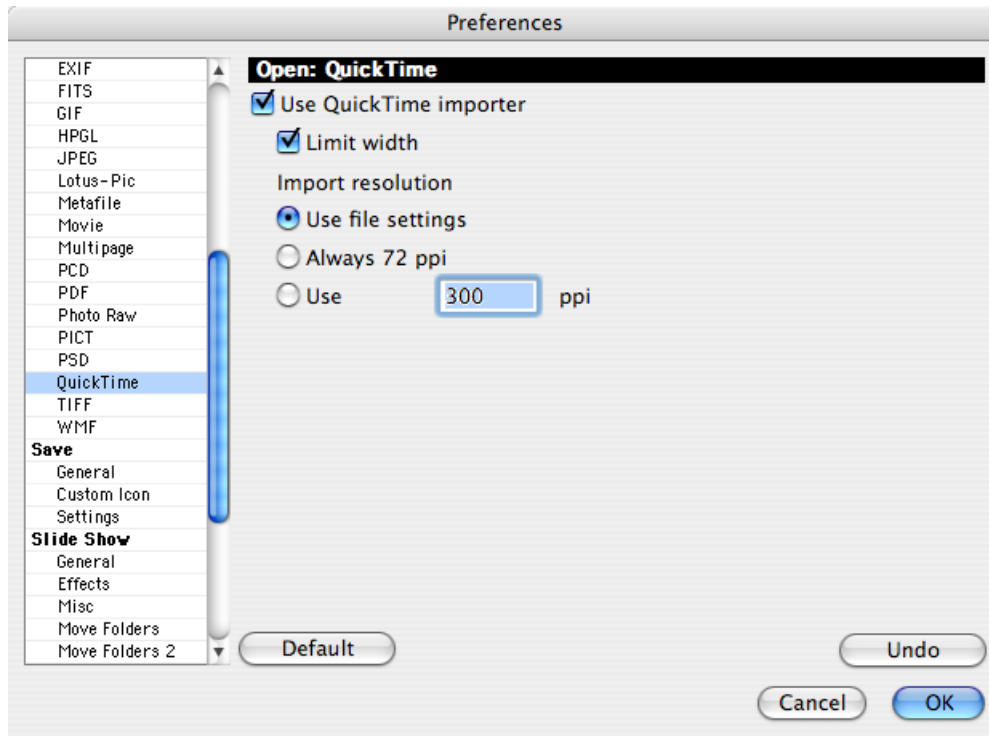 Preferences
EXIF
FITS
GIF
HPGL
JPEG
Lotus-Pic
Metafile
Movie
Multipage
PCD
PDF
Photo Raw
PICT
PSD
QuickTime
TIFF
WMF
Save
General
Custom Icon
Settings
Slide Show
General
Effects
Misc
Move Folders
Move Folders 2
Open: QuickTime
Use QuickTime importer
Limit width
Import resolution
Use file settings
Always 72 ppi
Use 300 ppi
Default
Undo
Cancel
OK